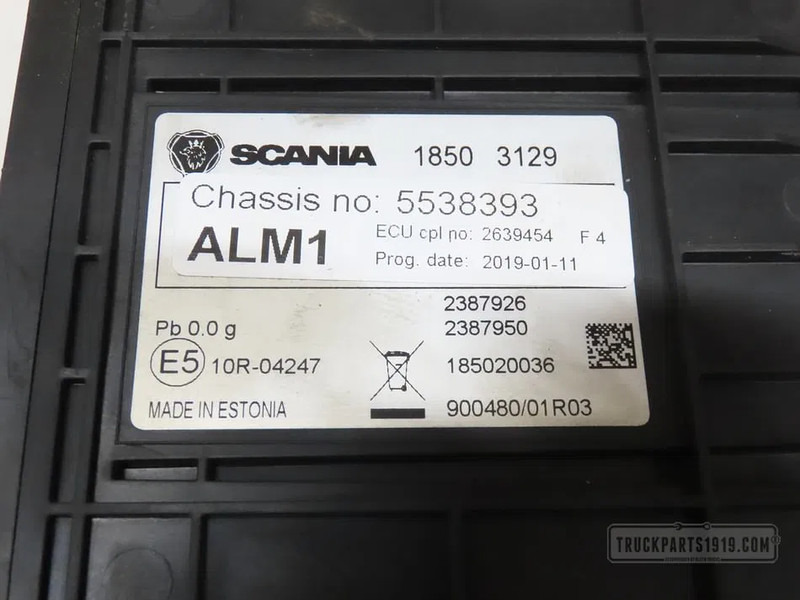 SCANIA 1850 3129
Chassis no: 5538393
ALM1 ECU cpl no: 2639454 F 4
Prog. date: 2019-01-11
2387926
Pb 0.0 g 2387950
E5 10R-04247 185020036
MADE IN ESTONIA 900480/01R03
TRUCKPARTS1919.COM